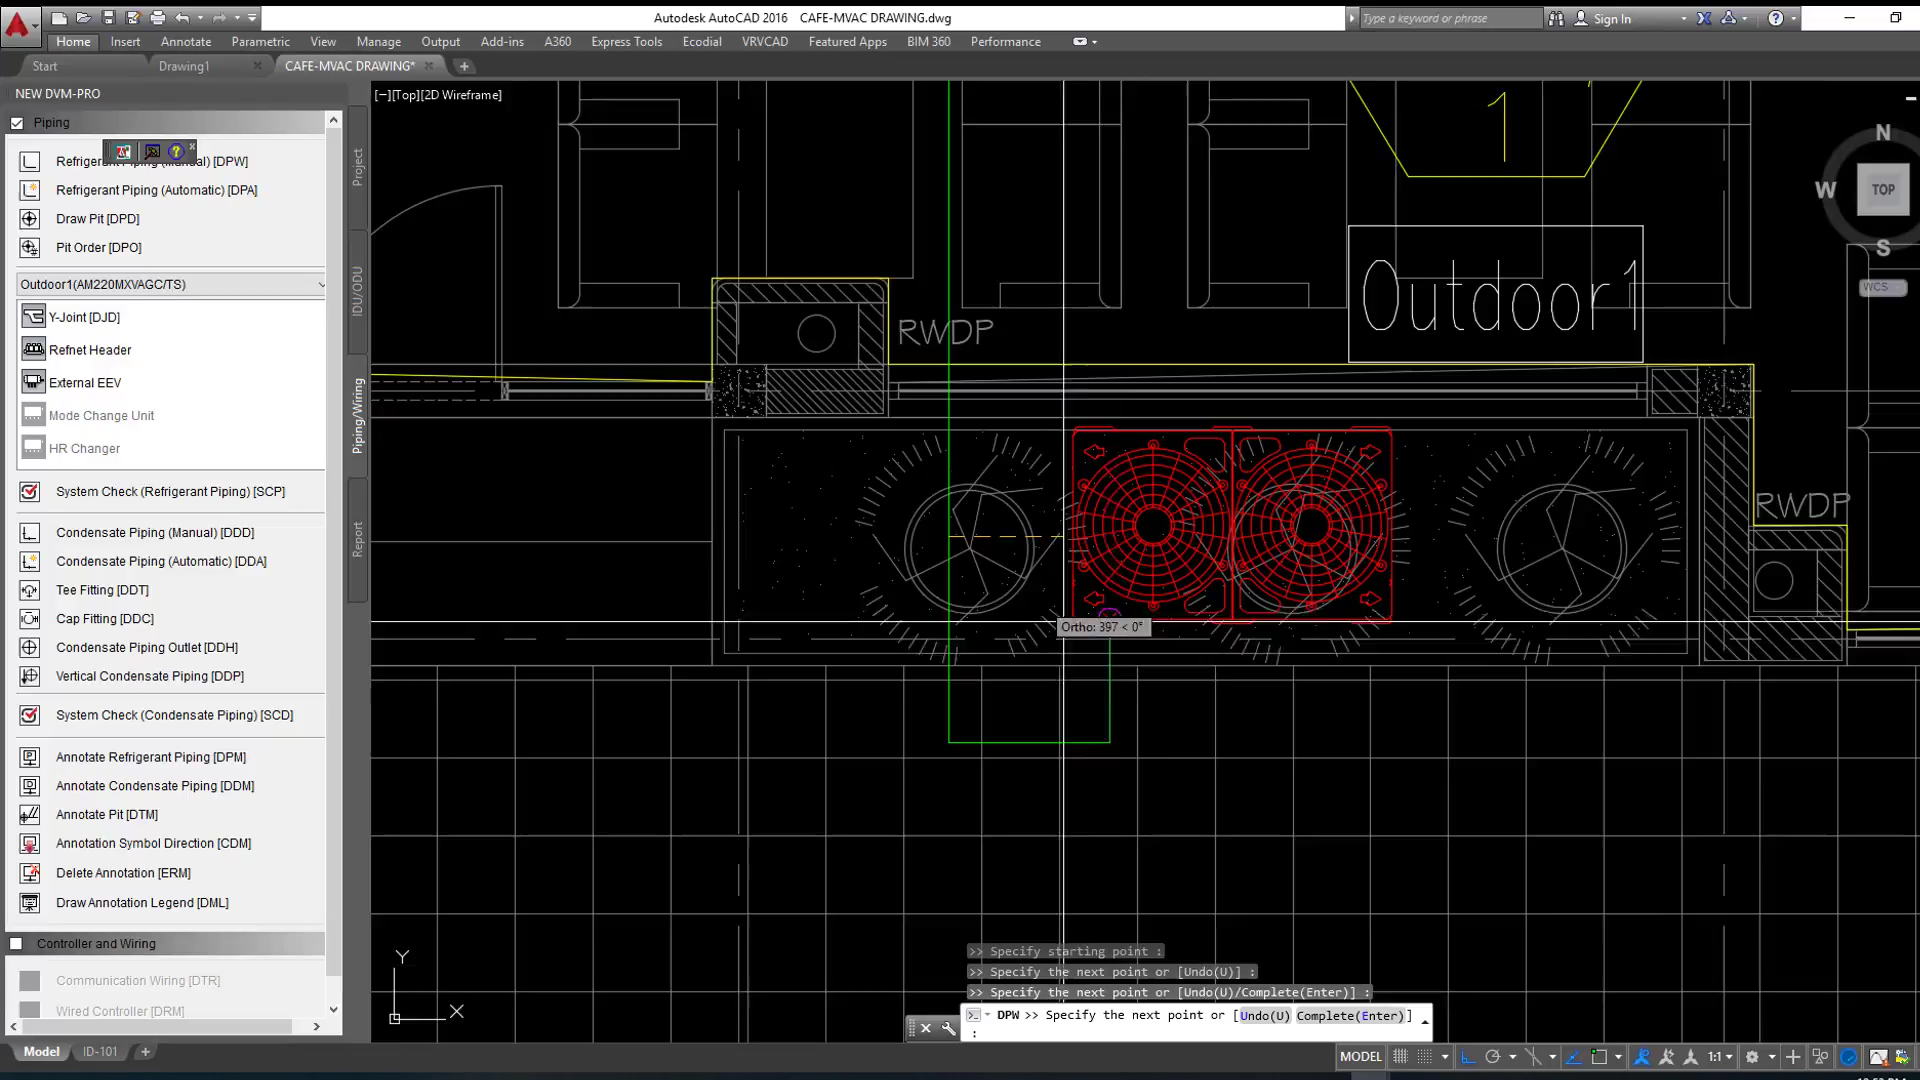 Autodesk AutoCAD 2016 CAFE-MVAC DRAWING.dwg
Type a keyword or phrase
Sign In
Home Insert Annotate Parametric View Manage Output Add-ins A360 Express Tools Ecodial VRVCAD Featured Apps BIM 360 Performance
Start Drawing1 CAFE-MVAC DRAWING*
NEW DVM-PRO
[−][Top][2D Wireframe]
Piping
Refrigerant Piping (Manual) [DPW]
Refrigerant Piping (Automatic) [DPA]
Draw Pit [DPD]
Pit Order [DPO]
Outdoor1(AM220MXVAGC/TS)
Y-Joint [DJD]
Refnet Header
External EEV
Mode Change Unit
HR Changer
System Check (Refrigerant Piping) [SCP]
Condensate Piping (Manual) [DDD]
Condensate Piping (Automatic) [DDA]
Tee Fitting [DDT]
Cap Fitting [DDC]
Condensate Piping Outlet [DDH]
Vertical Condensate Piping [DDP]
System Check (Condensate Piping) [SCD]
Annotate Refrigerant Piping [DPM]
Annotate Condensate Piping [DDM]
Annotate Pit [DTM]
Annotation Symbol Direction [CDM]
Delete Annotation [ERM]
Draw Annotation Legend [DML]
Controller and Wiring
Communication Wiring [DTR]
Wired Controller [DRM]
Project
IDU/ODU
Piping/Wiring
Report
1
Outdoor1
RWDP
RWDP
N
W
TOP
S
WCS
Ortho: 397 < 0°
Y
X
>> Specify starting point :
>> Specify the next point or [Undo(U)] :
>> Specify the next point or [Undo(U)/Complete(Enter)] :
DPW >> Specify the next point or [Undo(U) Complete(Enter)]
:
Model ID-101
MODEL
1:1